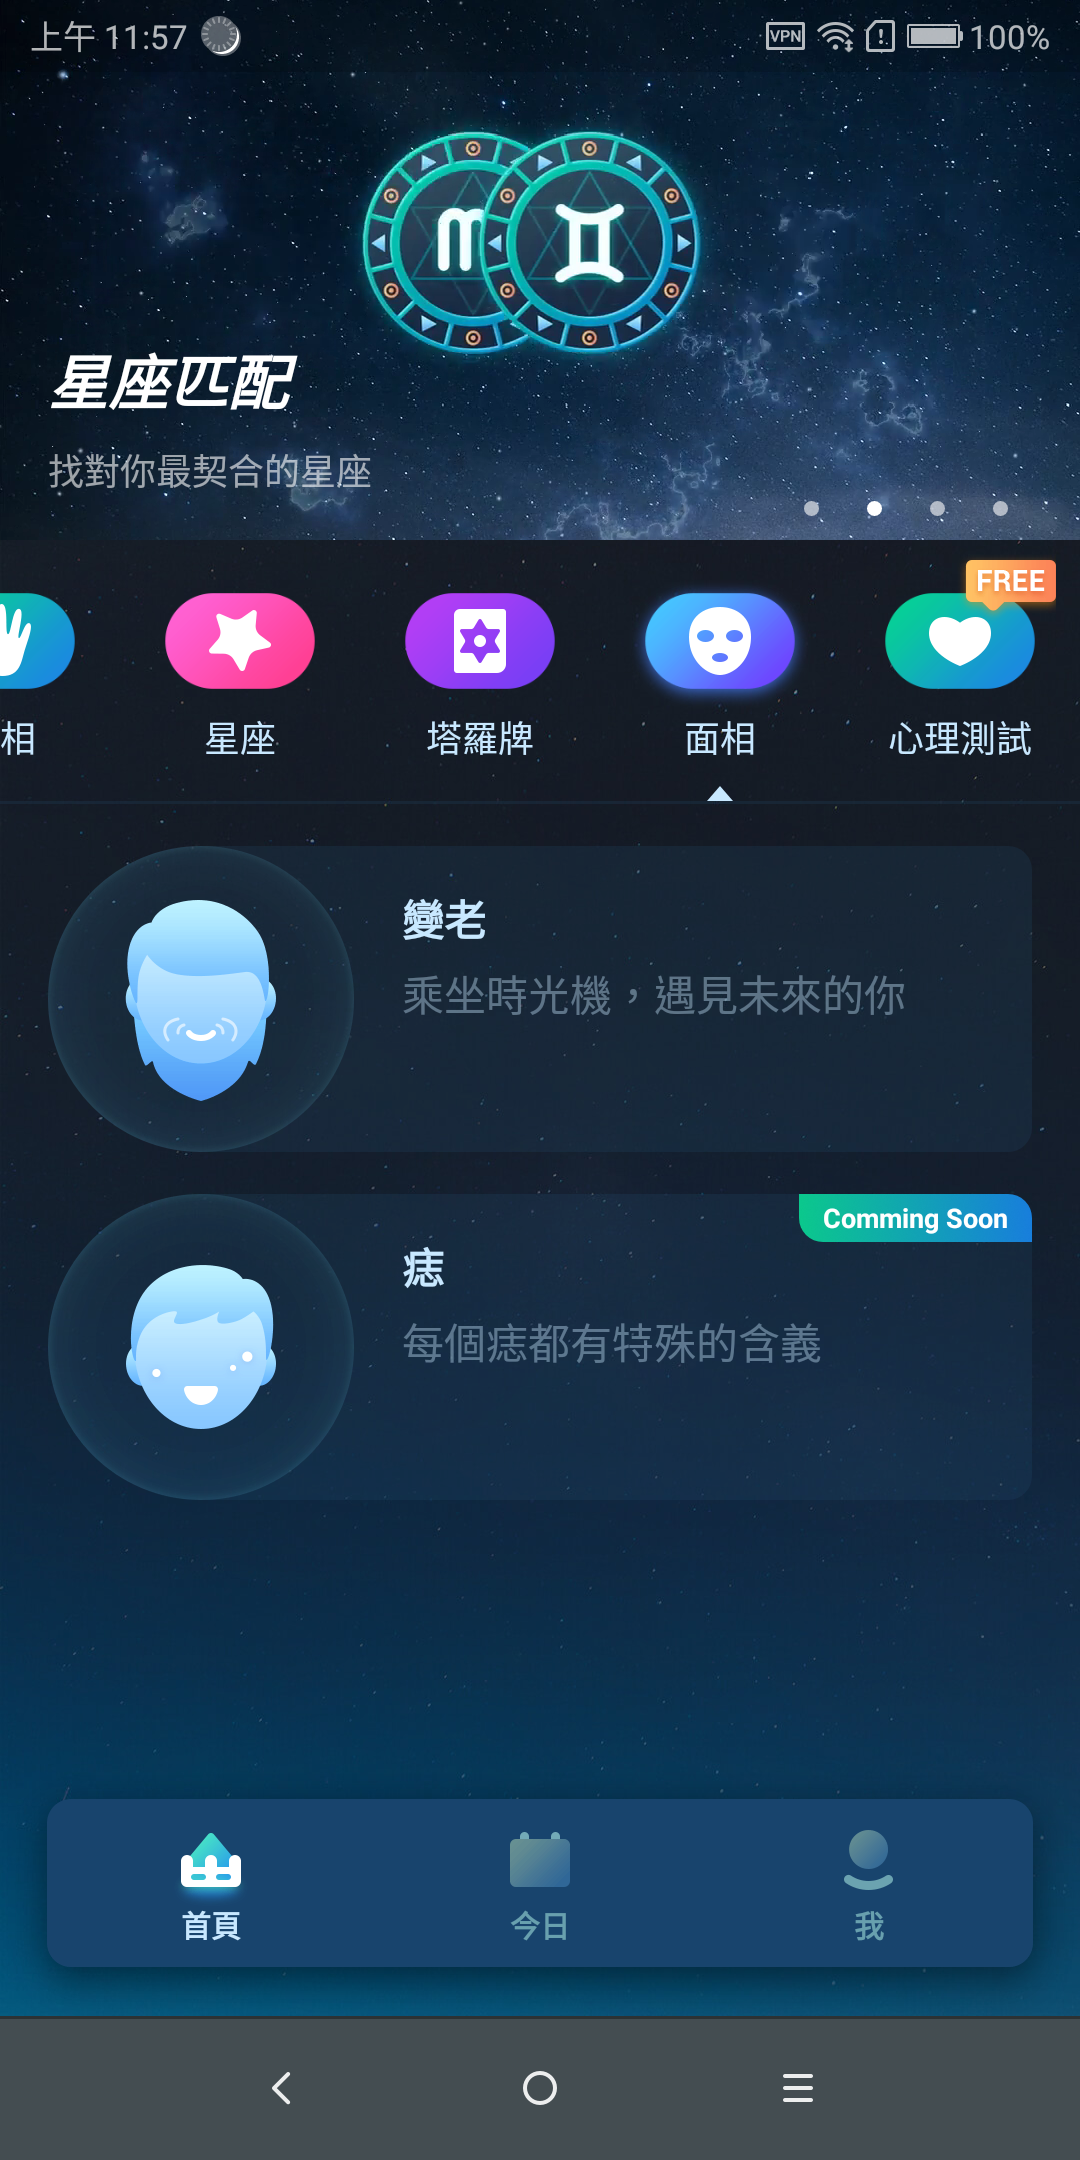 上午 11:57
VPN
100%
星座匹配
找對你最契合的星座
FREE
相
星座
塔羅牌
面相
心理測試
變老
乘坐時光機，遇見未來的你
Comming Soon
痣
每個痣都有特殊的含義
首頁
今日
我